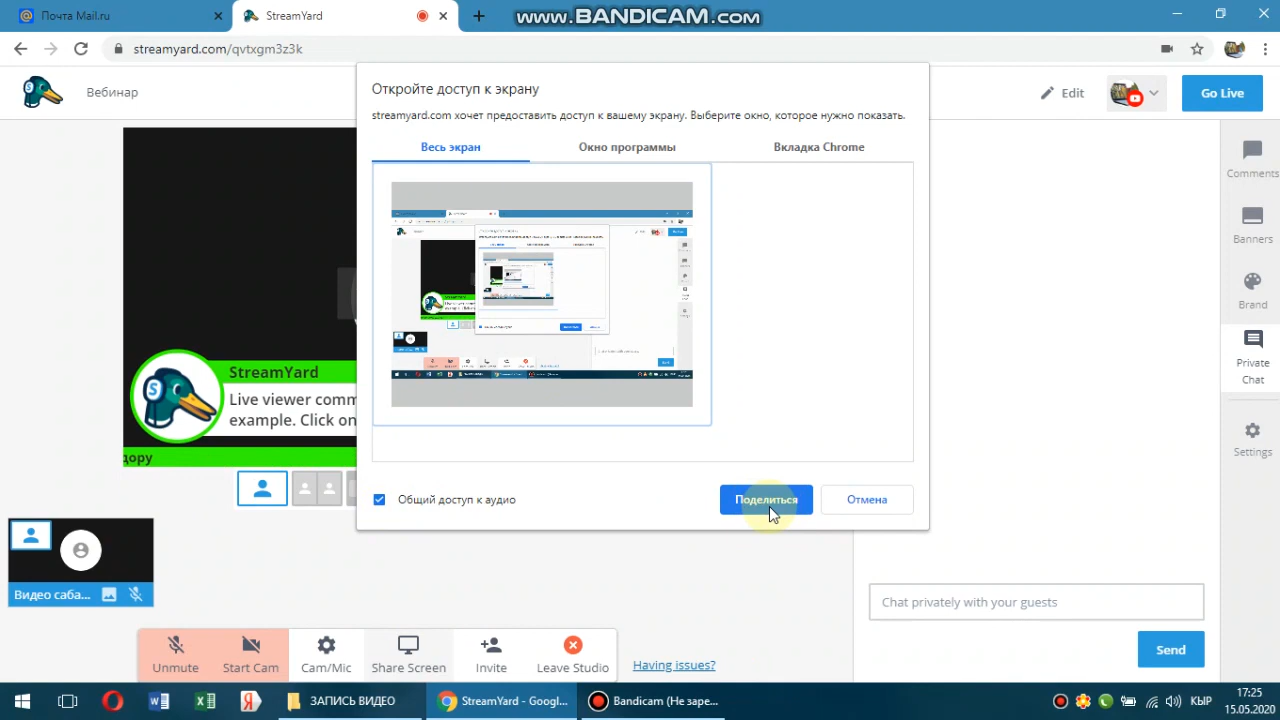 Почта Mail.ru
StreamYard
www.BANDICAM.com
streamyard.com/qvtxgm3z3k
Вебинар
Edit
Go Live
Откройте доступ к экрану
streamyard.com хочет предоставить доступ к вашему экрану. Выберите окно, которое нужно показать.
Весь экран
Окно программы
Вкладка Chrome
Общий доступ к аудио
Поделиться
Отмена
StreamYard
Live viewer comm
example. Click on
дору
Видео саба...
Comments
Banners
Brand
Private
Chat
Settings
Chat privately with your guests
Send
Unmute
Start Cam
Cam/Mic
Share Screen
Invite
Leave Studio
Having issues?
ЗАПИСЬ ВИДЕО
StreamYard - Googl...
Bandicam (Не заре...
КЫР
17:25
15.05.2020